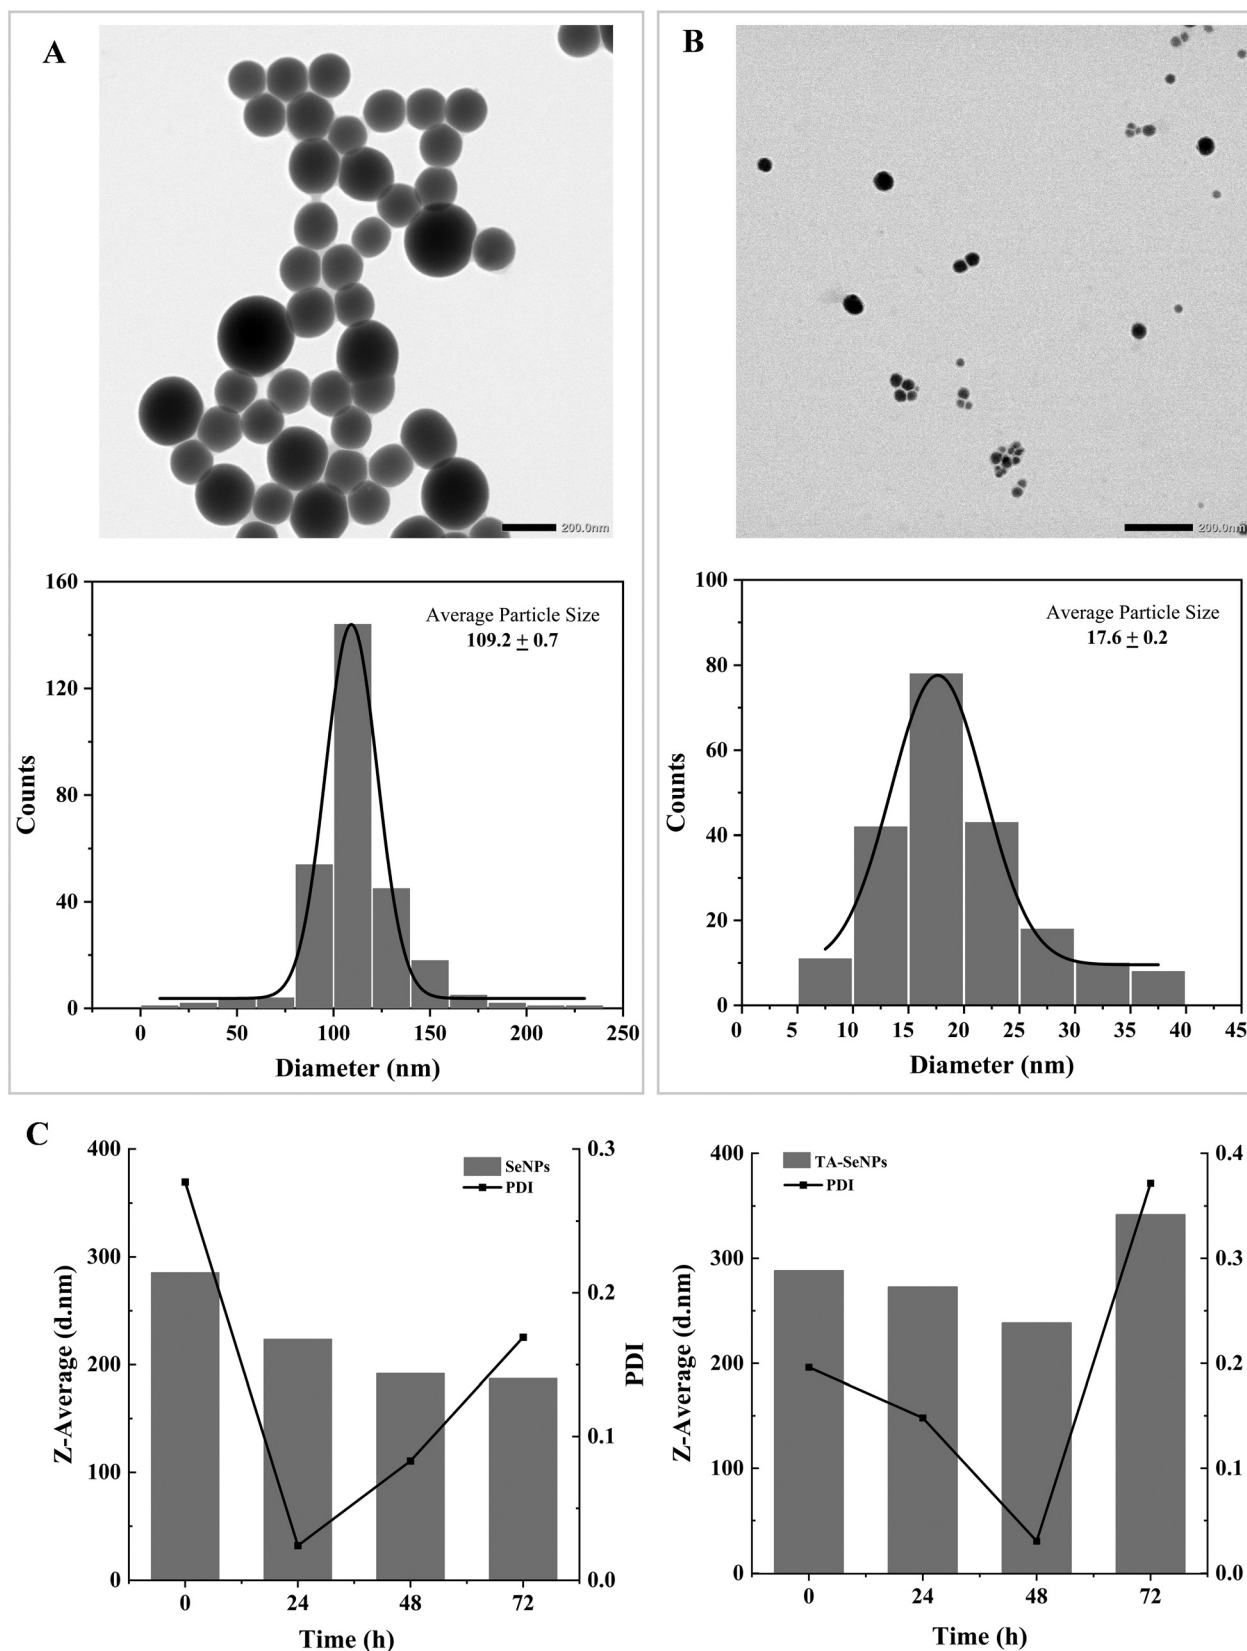 A
200.0nm
B
200.0nm
160
120
80
40
0
Counts
Average Particle Size
109.2 ± 0.7
0 50 100 150 200 250
Diameter (nm)
100
80
60
40
20
0
Counts
Average Particle Size
17.6 ± 0.2
0 5 10 15 20 25 30 35 40 45
Diameter (nm)
C
400
300
200
100
0
Z-Average (d.nm)
SeNPs
PDI
0.3
0.2
0.1
0.0
PDI
0 24 48 72
Time (h)
400
350
300
250
200
150
100
50
0
Z-Average (d.nm)
TA-SeNPs
PDI
0.4
0.3
0.2
0.1
0.0
0 24 48 72
Time (h)